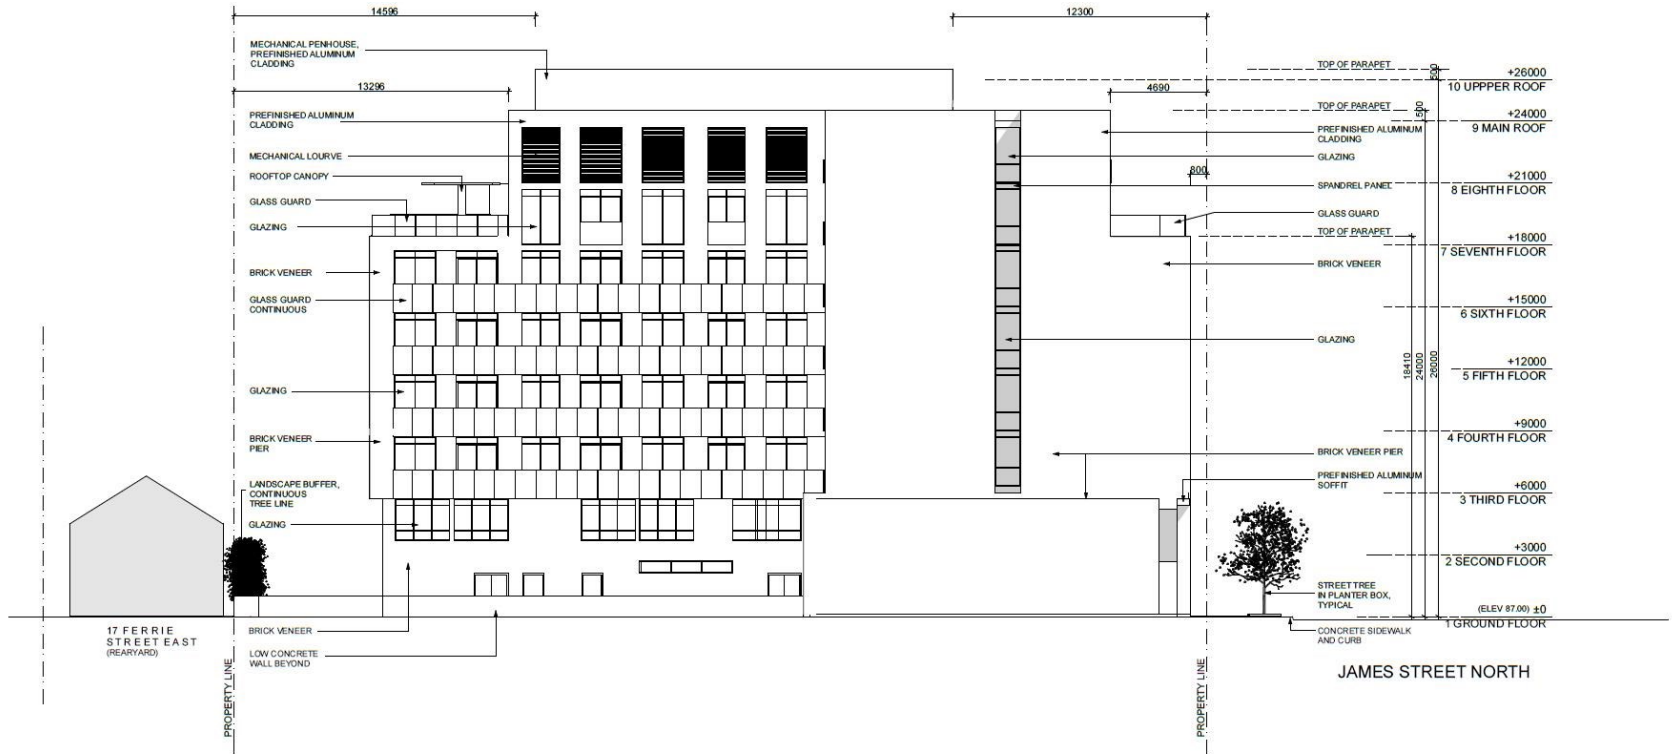 14596
12300
MECHANICAL PENHOUSE,
PREFINISHED ALUMINUM
CLADDING
13296
PREFINISHED ALUMINUM
CLADDING
MECHANICAL LOURVE
ROOFTOP CANOPY
GLASS GUARD
GLAZING
BRICK VENEER
GLASS GUARD
CONTINUOUS
GLAZING
BRICK VENEER
PIER
LANDSCAPE BUFFER,
CONTINUOUS
TREE LINE
GLAZING
BRICK VENEER
LOW CONCRETE
WALL BEYOND
17 FERRIE
STREET EAST
(REARYARD)
PROPERTY LINE
PROPERTY LINE
4690
800
TOP OF PARAPET
TOP OF PARAPET
PREFINISHED ALUMINUM
CLADDING
GLAZING
SPANDREL PANEL
GLASS GUARD
TOP OF PARAPET
BRICK VENEER
GLAZING
BRICK VENEER PIER
PREFINISHED ALUMINUM
SOFFIT
STREET TREE
IN PLANTER BOX,
TYPICAL
CONCRETE SIDEWALK
AND CURB
500
500
18410
24000
26000
+26000
10 UPPPER ROOF
+24000
9 MAIN ROOF
+21000
8 EIGHTH FLOOR
+18000
7 SEVENTH FLOOR
+15000
6 SIXTH FLOOR
+12000
5 FIFTH FLOOR
+9000
4 FOURTH FLOOR
+6000
3 THIRD FLOOR
+3000
2 SECOND FLOOR
(ELEV 87.00) ±0
1 GROUND FLOOR
JAMES STREET NORTH